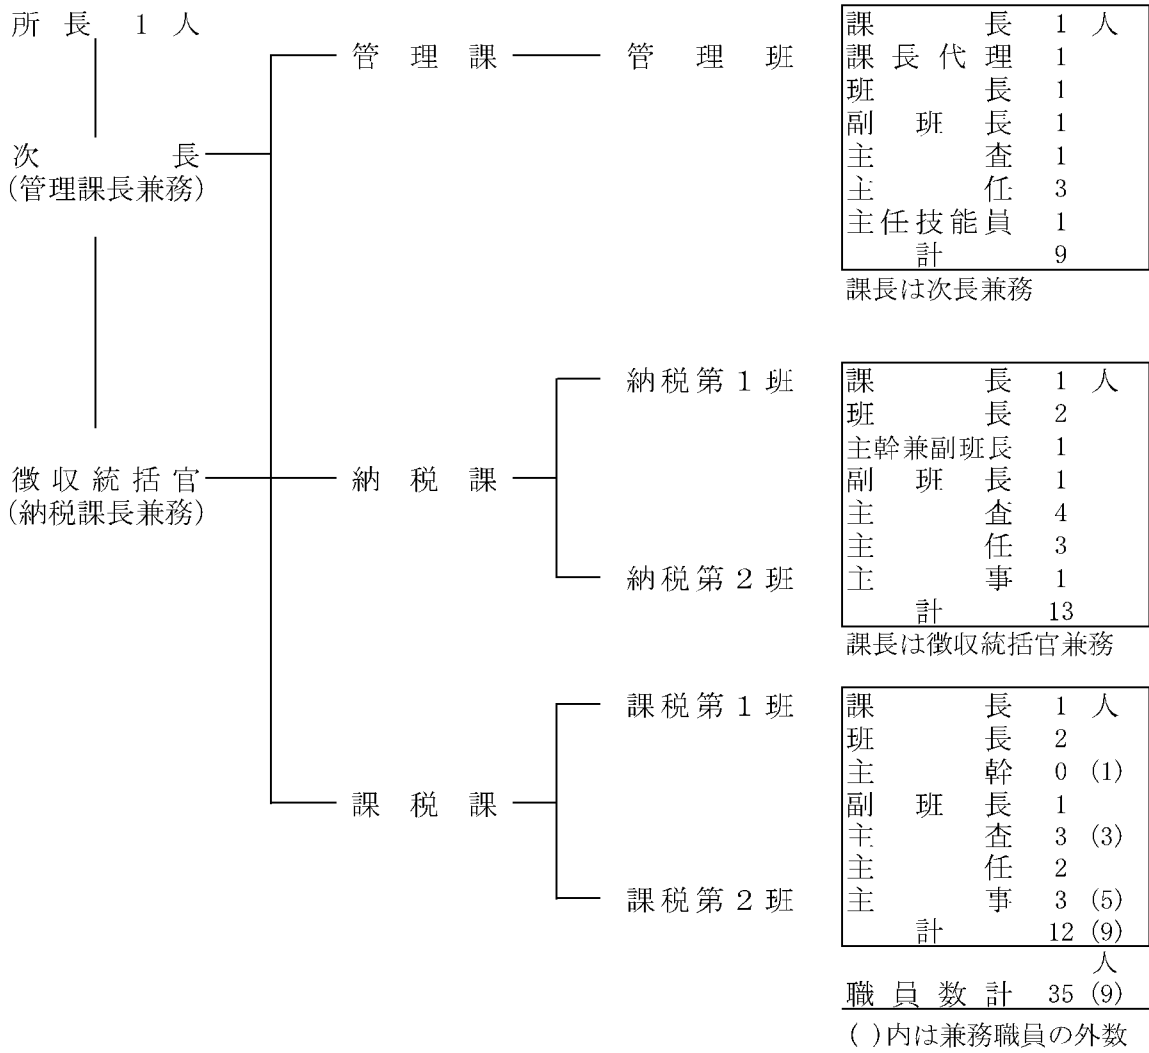 所長 1人
次長
(管理課長兼務)
徴収統括官
(納税課長兼務)
管理課
管理班
課長 1人
課長代理 1
班長 1
副班長 1
主査 1
主任 3
主任技能員 1
計 9
課長は次長兼務
納税課
納税第1班
納税第2班
課長 1人
班長 2
主幹兼副班長 1
副班長 1
主査 4
主任 3
主事 1
計 13
課長は徴収統括官兼務
課税課
課税第1班
課税第2班
課長 1人
班長 2
主幹 0 (1)
副班長 1
主査 3 (3)
主任 2
主事 3 (5)
計 12 (9)
人
職員数計 35 (9)
( )内は兼務職員の外数